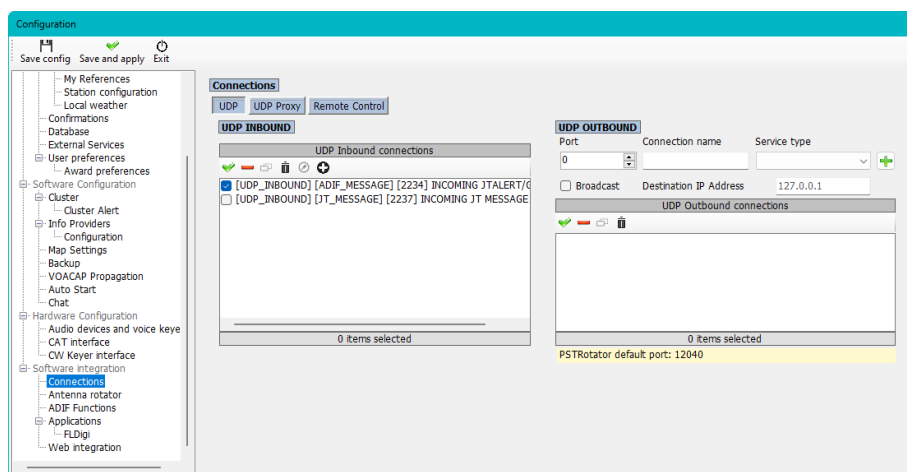 Configuration
Save config Save and apply Exit
My References
Station configuration
Local weather
Confirmations
Database
External Services
User preferences
Award preferences
Software Configuration
Cluster
Cluster Alert
Info Providers
Configuration
Map Settings
Backup
VOACAP Propagation
Auto Start
Chat
Hardware Configuration
Audio devices and voice keye
CAT interface
CW Keyer interface
Software integration
Connections
Antenna rotator
ADIF Functions
Applications
FLDigi
Web integration
Connections
UDP UDP Proxy Remote Control
UDP INBOUND
UDP Inbound connections
[UDP_INBOUND] [ADIF_MESSAGE] [2234] INCOMING JTALERT/G
[UDP_INBOUND] [JT_MESSAGE] [2237] INCOMING JT MESSAGE
0 items selected
UDP OUTBOUND
Port Connection name Service type
0
Broadcast Destination IP Address 127.0.0.1
UDP Outbound connections
0 items selected
PSTRotator default port: 12040